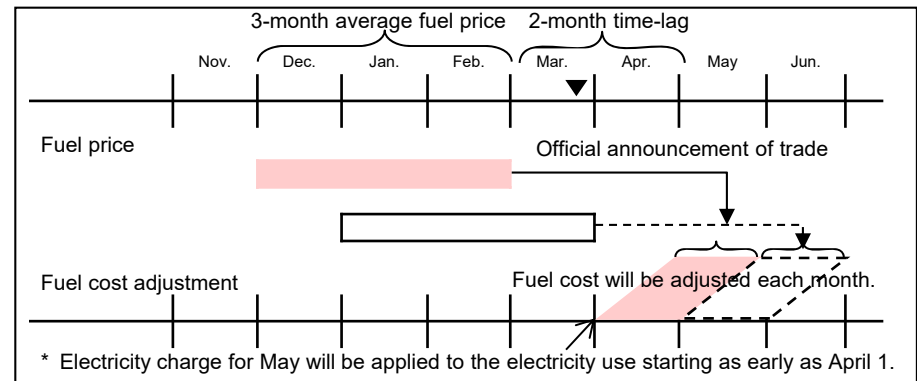 3-month average fuel price 2-month time-lag
Nov. Dec. Jan. Feb. Mar. Apr. May Jun.
Fuel price
Official announcement of trade
Fuel cost adjustment
Fuel cost will be adjusted each month.
* Electricity charge for May will be applied to the electricity use starting as early as April 1.